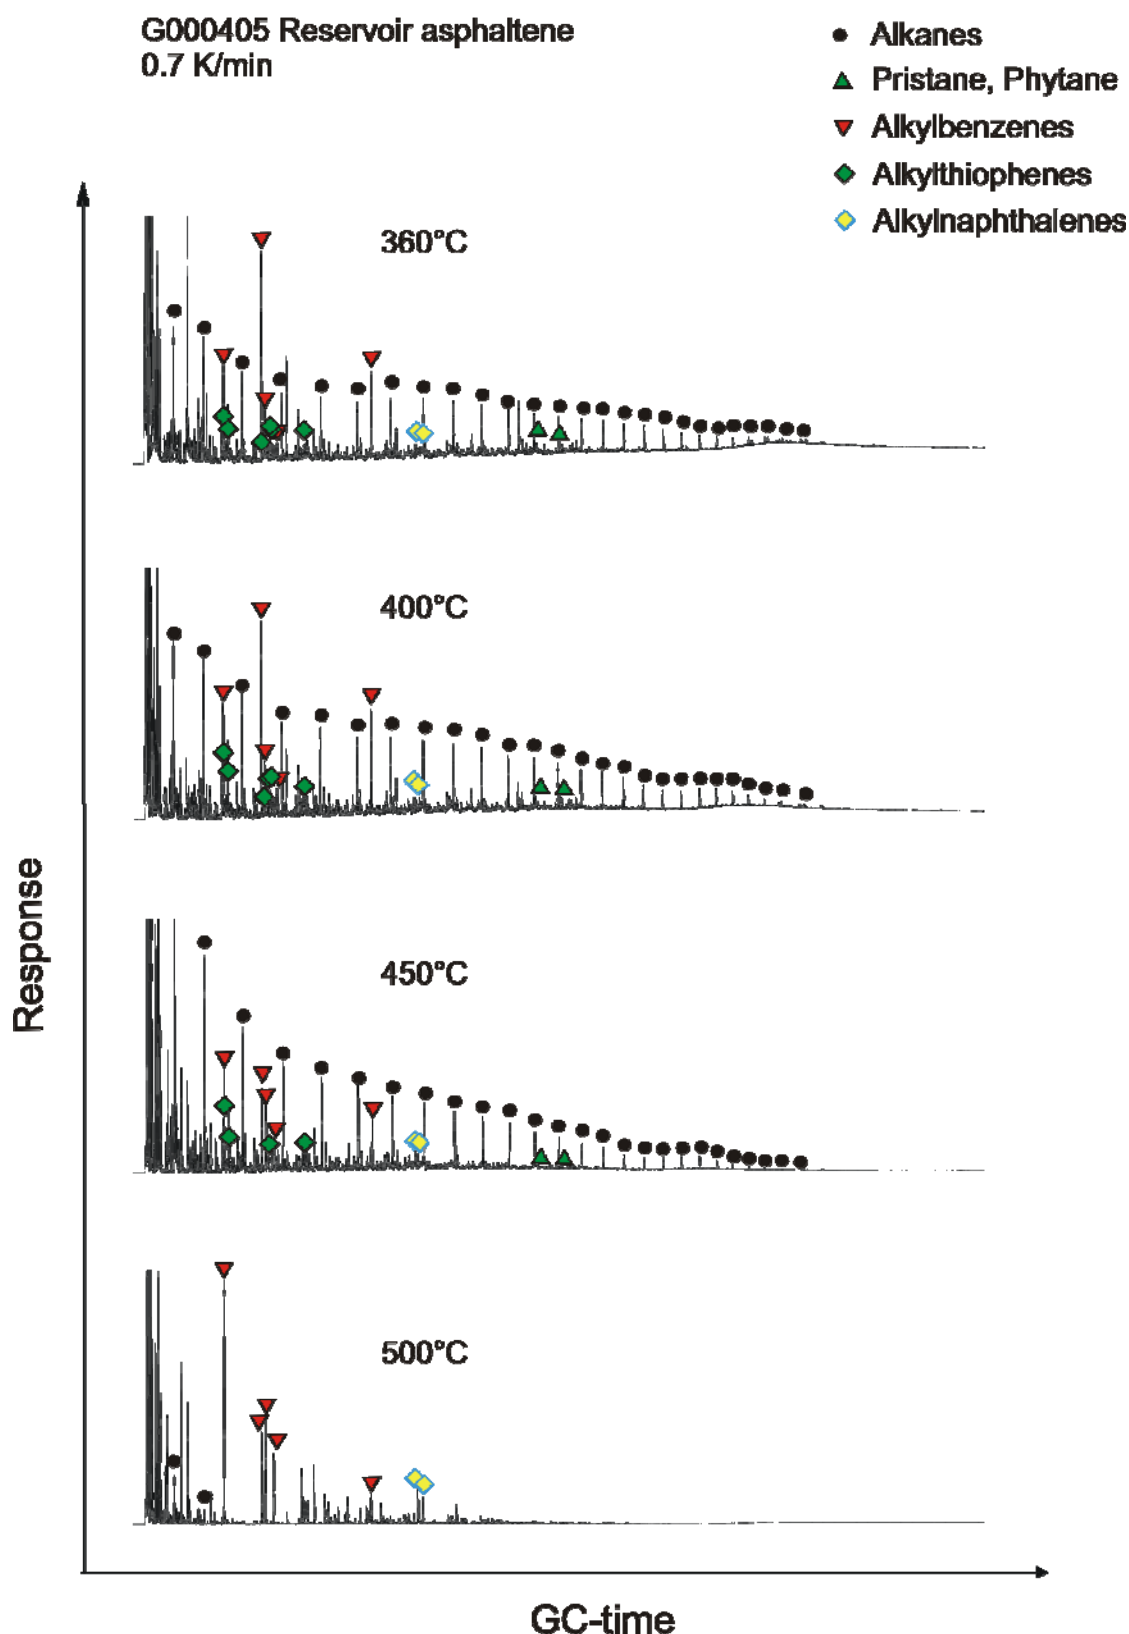 G000405 Reservoir asphaltene
0.7 K/min
Alkanes
Pristane, Phytane
Alkylbenzenes
Alkylthiophenes
Alkylnaphthalenes
360°C
400°C
450°C
500°C
Response
GC-time